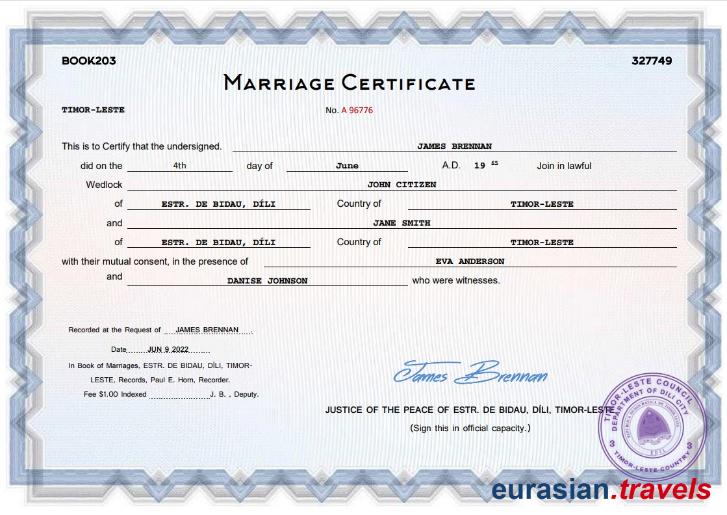 BOOK203 327749
MARRIAGE CERTIFICATE
TIMOR-LESTE No. A 96776
This is to Certify that the undersigned. JAMES BRENNAN
did on the 4th day of June A.D. 19 Join in lawful
Wedlock JOHN CITIZEN
of ESTR. DE BIDAU, DÍLI Country of TIMOR-LESTE
and JANE SMITH
of ESTR. DE BIDAU, DÍLI Country of TIMOR-LESTE
with their mutual consent, in the presence of EVA ANDERSON
and DANISE JOHNSON who were witnesses.
Recorded at the Request of JAMES BRENNAN
Date JUN 9 2022
In Book of Marriages, ESTR. DE BIDAU, DÍLI, TIMOR-
LESTE, Records, Paul E. Horn, Recorder.
Fee $1.00 Indexed J. B. , Deputy.
James Brennan
JUSTICE OF THE PEACE OF ESTR. DE BIDAU, DÍLI, TIMOR-LESTE
(Sign this in official capacity.)
TIMOR-LESTE COUNCIL
DEPARTMENT OF DILI CITY
3 3
TIMOR-LESTE COUNTRY
eurasian.travels